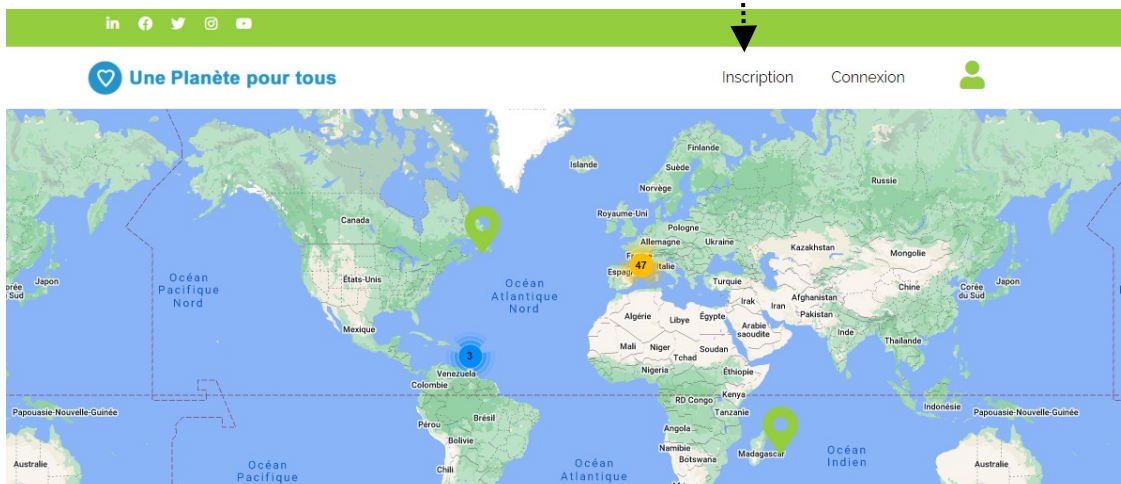 in
Une Planète pour tous
Inscription
Connexion
Finlande
Islande
Suède
Russie
Norvège
Canada
Royaume-Uni
Pologne
Allemagne
Ukraine
Kazakhstan
Mongolie
47
Italie
Océan
Pacifique
Nord
États-Unis
Océan
Atlantique
Nord
Turquie
Chine
Japon
Corée
du Sud
Japon
Sud
Irak
Iran
Afghanistan
Pakistan
Mexique
Algérie
Libye
Égypte
Arabie
saoudite
Inde
Thaïlande
Mali
Niger
Tchad
Soudan
3
Venezuela
Colombie
Nigeria
Éthiopie
RD Congo
Kenya
Tanzanie
Indonésie
Papouasie-Nouvelle-Guinée
Papouasie-Nouvelle-Guinée
Pérou
Brésil
Bolivie
Angola
Namibie
Botswana
Madagascar
Océan
Indien
Australie
Océan
Pacifique
Chili
Océan
Atlantique
Australie